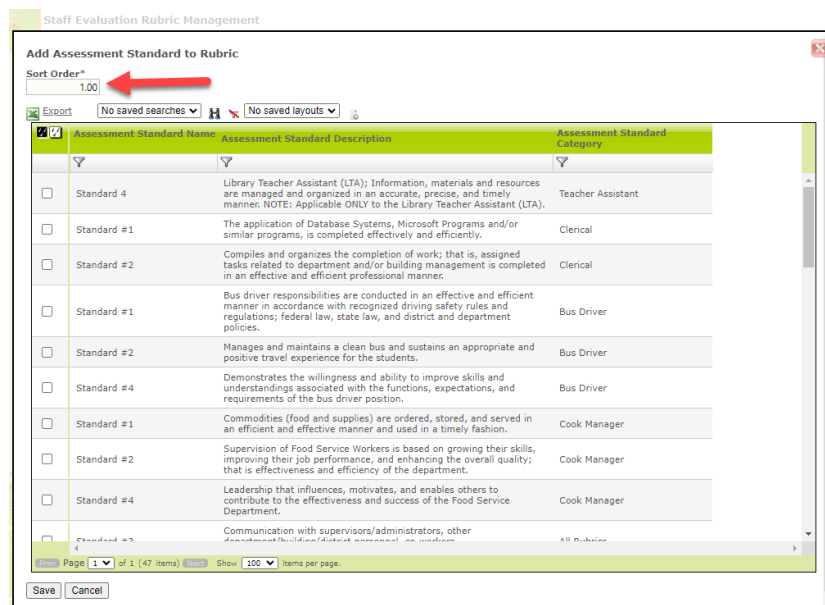 Staff Evaluation Rubric Management
Add Assessment Standard to Rubric
Sort Order*
1.00
Export No saved searches No saved layouts
Assessment Standard Name Assessment Standard Description Assessment Standard
Category
Library Teacher Assistant (LTA); Information, materials and resources
Standard 4 are managed and organized in an accurate, precise, and timely Teacher Assistant
manner. NOTE: Applicable ONLY to the Library Teacher Assistant (LTA).
The application of Database Systems, Microsoft Programs and/or
Standard #1 similar programs, is completed effectively and efficiently. Clerical
Compiles and organizes the completion of work; that is, assigned
Standard #2 tasks related to department and/or building management is completed Clerical
in an effective and efficient professional manner.
Bus driver responsibilities are conducted in an effective and efficient
manner in accordance with recognized driving safety rules and
Standard #1 regulations; federal law, state law, and district and department Bus Driver
policies.
Manages and maintains a clean bus and sustains an appropriate and
Standard #2 positive travel experience for the students. Bus Driver
Demonstrates the willingness and ability to improve skills and
Standard #4 understandings associated with the functions, expectations, and Bus Driver
requirements of the bus driver position.
Commodities (food and supplies) are ordered, stored, and served in
Standard #1 an efficient and effective manner and used in a timely fashion. Cook Manager
Supervision of Food Service Workers is based on growing their skills,
Standard #2 improving their job performance, and enhancing the overall quality; Cook Manager
that is effectiveness and efficiency of the department.
Leadership that influences, motivates, and enables others to
Standard #4 contribute to the effectiveness and success of the Food Service Cook Manager
Department.
Communication with supervisors/administrators, other
Standard #3 department/building/district personnel, co-workers All Rubrics
Prev Page 1 of 1 (47 items) Next Show 100 items per page.
Save Cancel